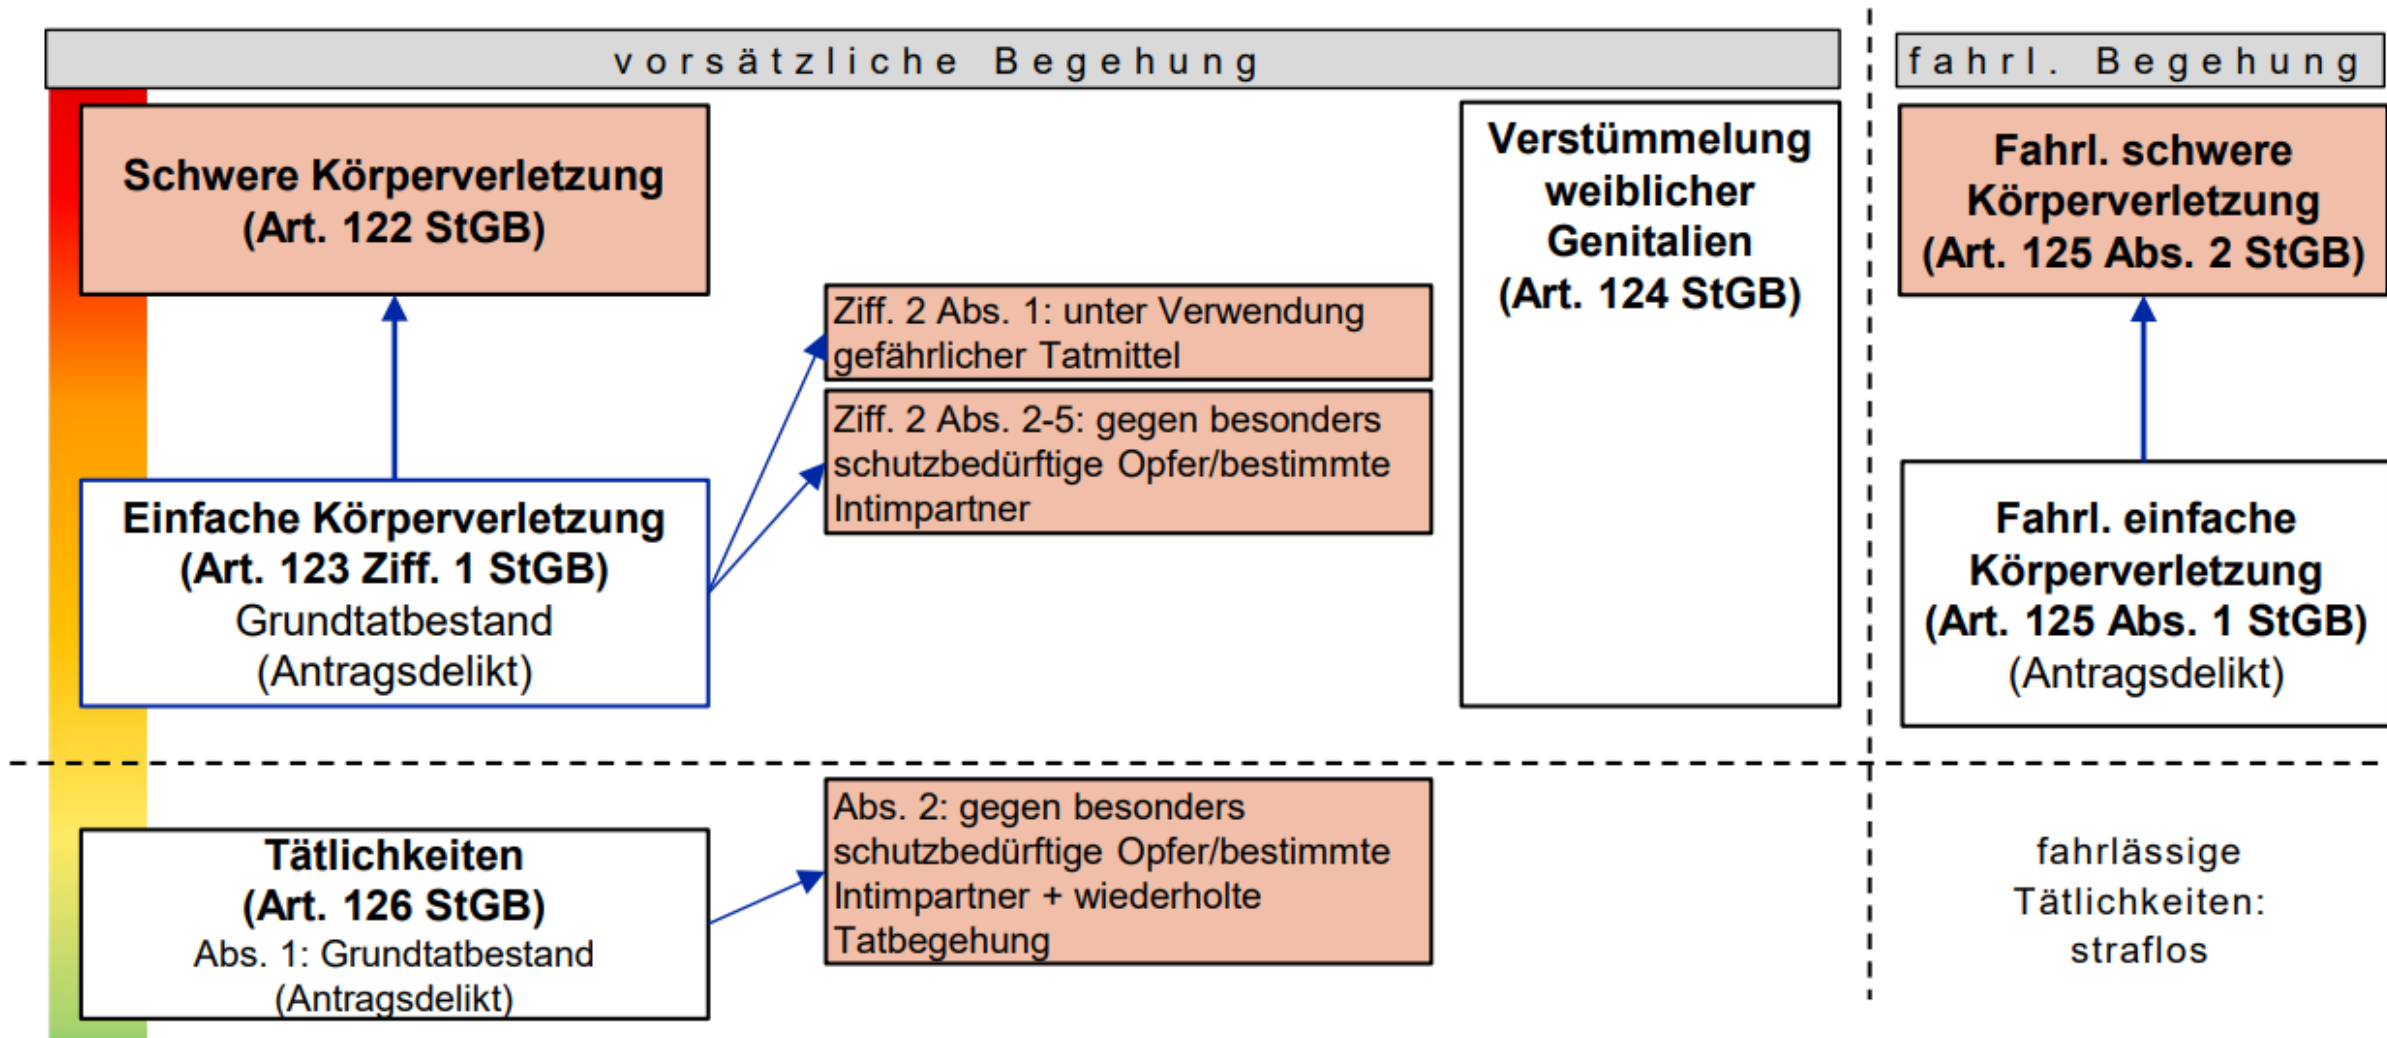 vorsätzliche Begehung
fahrl. Begehung
Schwere Körperverletzung
(Art. 122 StGB)
Ziff. 2 Abs. 1: unter Verwendung
gefährlicher Tatmittel
Ziff. 2 Abs. 2-5: gegen besonders
schutzbedürftige Opfer/bestimmte
Intimpartner
Verstümmelung
weiblicher
Genitalien
(Art. 124 StGB)
Fahrl. schwere
Körperverletzung
(Art. 125 Abs. 2 StGB)
Einfache Körperverletzung
(Art. 123 Ziff. 1 StGB)
Grundtatbestand
(Antragsdelikt)
Fahrl. einfache
Körperverletzung
(Art. 125 Abs. 1 StGB)
(Antragsdelikt)
Tätlichkeiten
(Art. 126 StGB)
Abs. 1: Grundtatbestand
(Antragsdelikt)
Abs. 2: gegen besonders
schutzbedürftige Opfer/bestimmte
Intimpartner + wiederholte
Tatbegehung
fahrlässige
Tätlichkeiten:
straflos